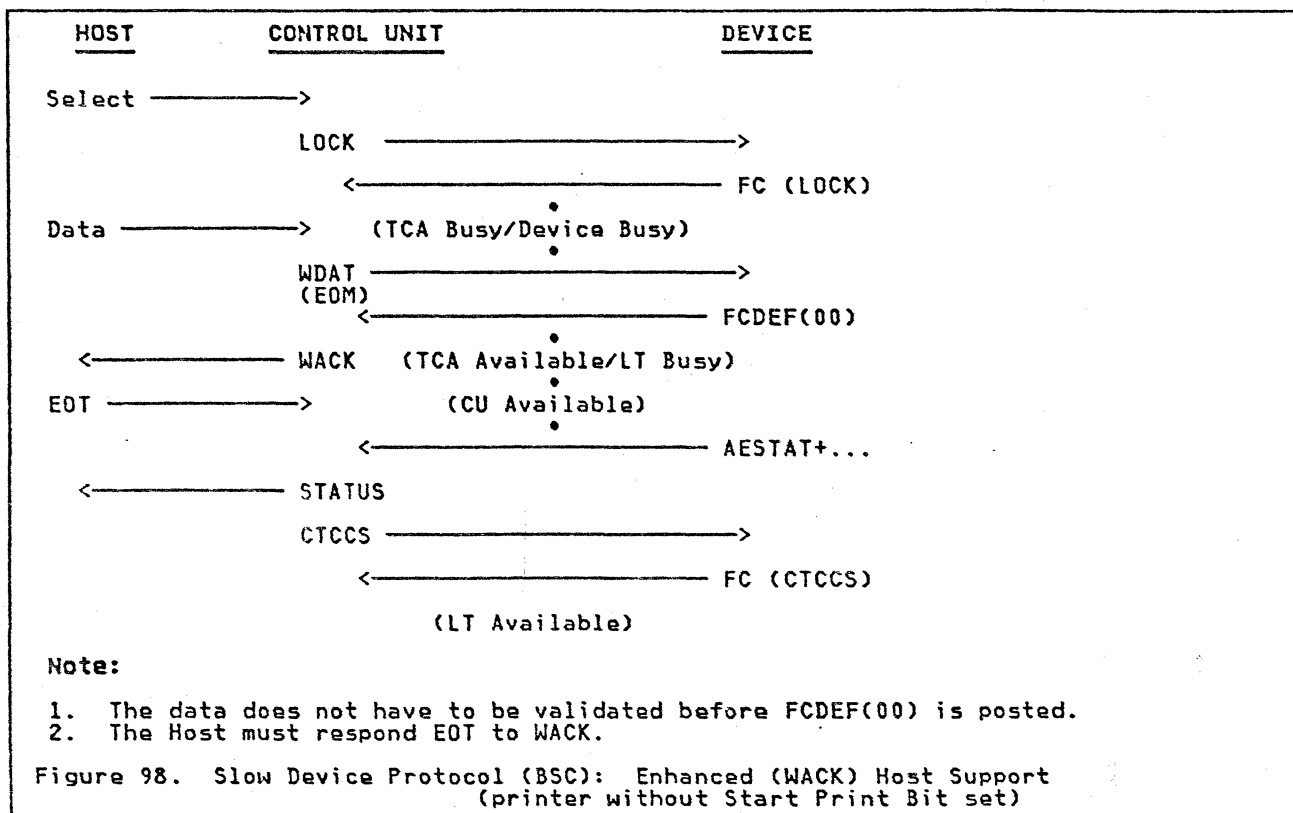 HOST CONTROL UNIT DEVICE
Select ————>
LOCK ————>
<———— FC (LOCK)
Data ————> (TCA Busy/Device Busy)
WDAT ————>
(EOM)
<———— FCDEF(00)
<———— WACK (TCA Available/LT Busy)
EOT ————> (CU Available)
<———— AESTAT+...
<———— STATUS
CTCCS ————>
<———— FC (CTCCS)
(LT Available)
Note:
1. The data does not have to be validated before FCDEF(00) is posted.
2. The Host must respond EOT to WACK.
Figure 98. Slow Device Protocol (BSC): Enhanced (WACK) Host Support
(printer without Start Print Bit set)